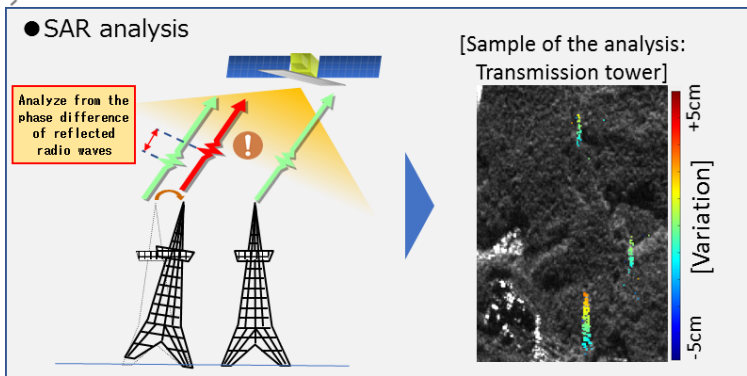 ●SAR analysis
Analyze from the
phase difference
of reflected
radio waves
!
[Sample of the analysis:
Transmission tower]
+5cm
[Variation]
-5cm